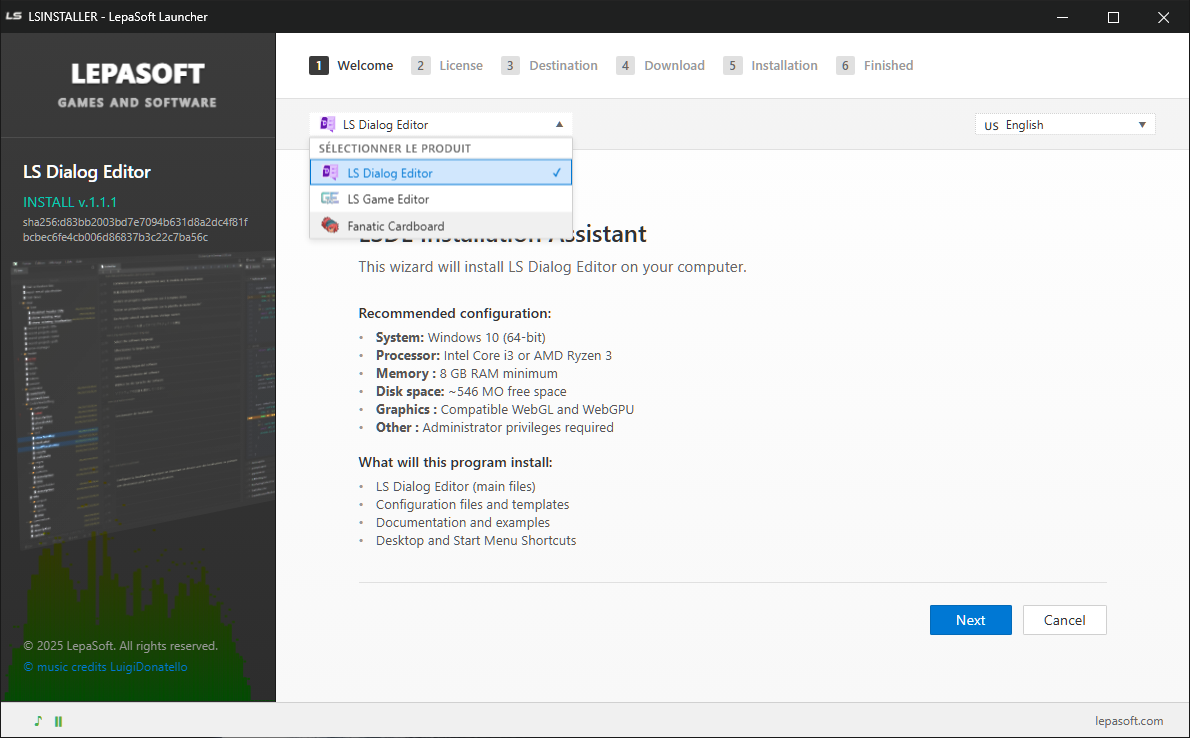 LS LSINSTALLER - LepaSoft Launcher
LEPASOFT
GAMES AND SOFTWARE
1 Welcome 2 License 3 Destination 4 Download 5 Installation 6 Finished
LS Dialog Editor
US English
SÉLECTIONNER LE PRODUIT
LS Dialog Editor
LS Game Editor
Fanatic Cardboard
LS Dialog Editor
INSTALL v.1.1.1
sha256:d83bb2003bd7e7094b631d8a2dc4f81f
bcbec6fe4cb006d86837b3c22c7ba56c
LSDE Installation Assistant
This wizard will install LS Dialog Editor on your computer.
Recommended configuration:
• System: Windows 10 (64-bit)
• Processor: Intel Core i3 or AMD Ryzen 3
• Memory : 8 GB RAM minimum
• Disk space: ~546 MO free space
• Graphics : Compatible WebGL and WebGPU
• Other : Administrator privileges required
What will this program install:
• LS Dialog Editor (main files)
• Configuration files and templates
• Documentation and examples
• Desktop and Start Menu Shortcuts
Next Cancel
© 2025 LepaSoft. All rights reserved.
© music credits LuigiDonatello
lepasoft.com